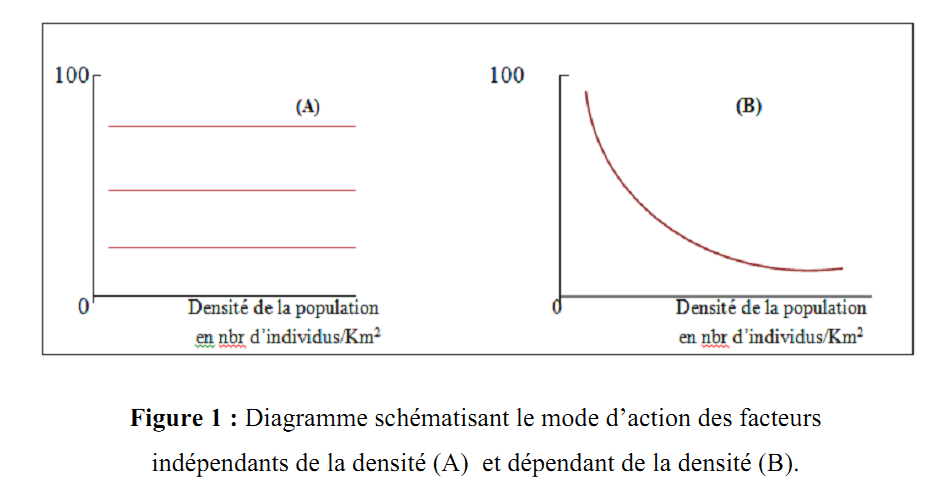 100
(A)
0
Densité de la population
en nbr d'individus/Km²
100
(B)
0
Densité de la population
en nbr d'individus/Km²
Figure 1 : Diagramme schématisant le mode d'action des facteurs
indépendants de la densité (A) et dépendant de la densité (B).